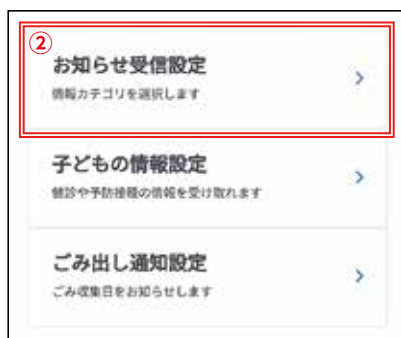 ②
お知らせ受信設定
情報カテゴリを選択します
子どもの情報設定
健診や予防接種の情報を受け取れます
ごみ出し通知設定
ごみ収集日をお知らせします